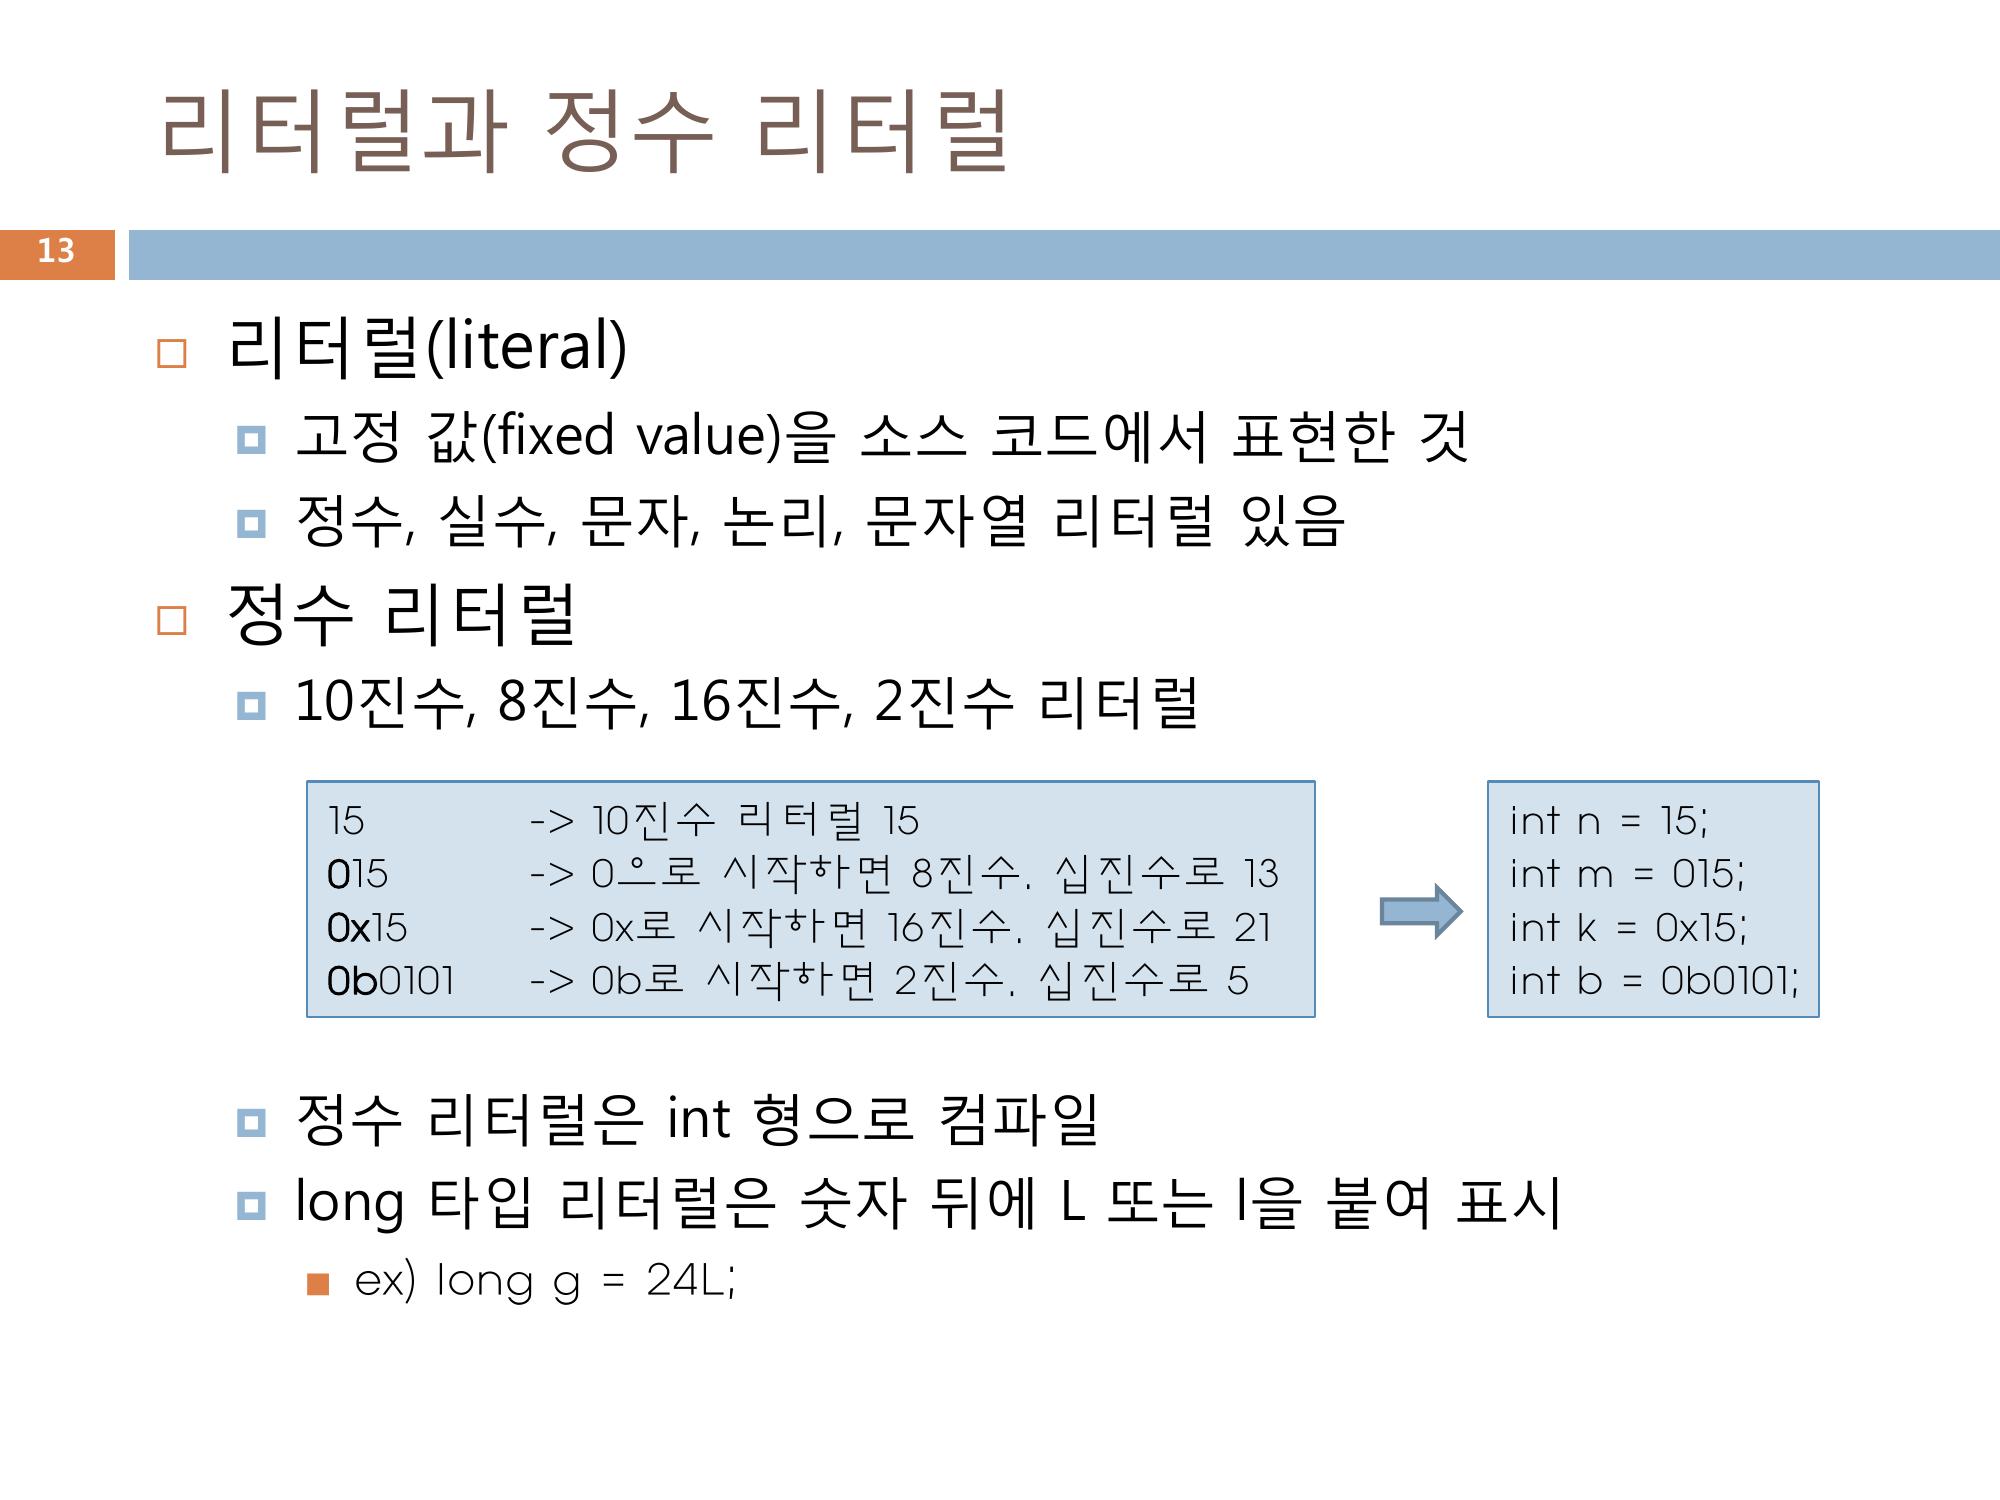 리터럴과 정수 리터럴
13
리터럴(literal)
고정 값(fixed value)을 소스 코드에서 표현한 것
정수, 실수, 문자, 논리, 문자열 리터럴 있음
정수 리터럴
10진수, 8진수, 16진수, 2진수 리터럴
15 -> 10진수 리터럴 15
015 -> 0으로 시작하면 8진수. 십진수로 13
0x15 -> 0x로 시작하면 16진수. 십진수로 21
0b0101 -> 0b로 시작하면 2진수. 십진수로 5
int n = 15;
int m = 015;
int k = 0x15;
int b = 0b0101;
정수 리터럴은 int 형으로 컴파일
long 타입 리터럴은 숫자 뒤에 L 또는 l을 붙여 표시
ex) long g = 24L;